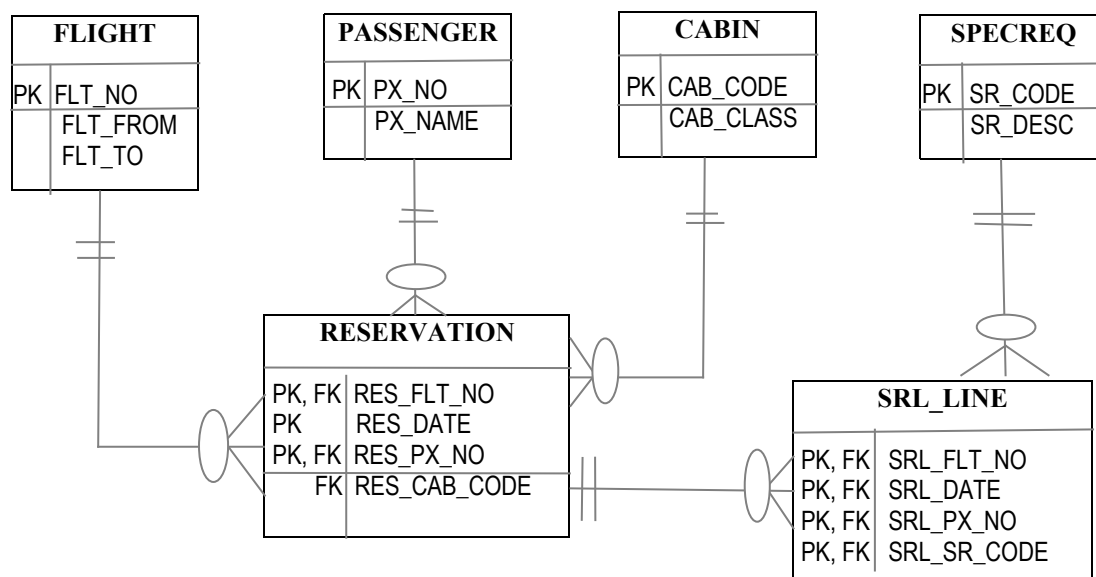 FLIGHT
PK FLT_NO
FLT_FROM
FLT_TO
PASSENGER
PK PX_NO
PX_NAME
CABIN
PK CAB_CODE
CAB_CLASS
SPECREQ
PK SR_CODE
SR_DESC
RESERVATION
PK, FK RES_FLT_NO
PK RES_DATE
PK, FK RES_PX_NO
FK RES_CAB_CODE
SRL_LINE
PK, FK SRL_FLT_NO
PK, FK SRL_DATE
PK, FK SRL_PX_NO
PK, FK SRL_SR_CODE